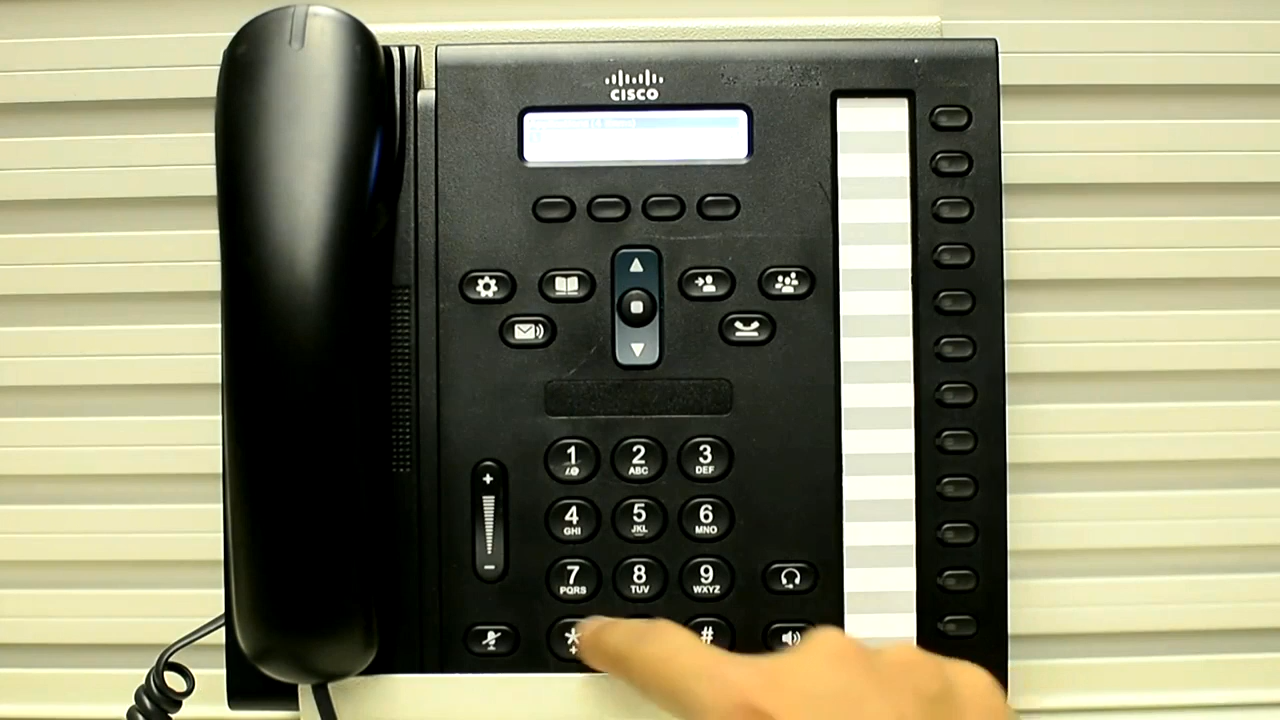 CISCO
+
1
2 ABC
3 DEF
4 GHI
5 JKL
6 MNO
7 PQRS
8 TUV
9 WXYZ
-
* +
#